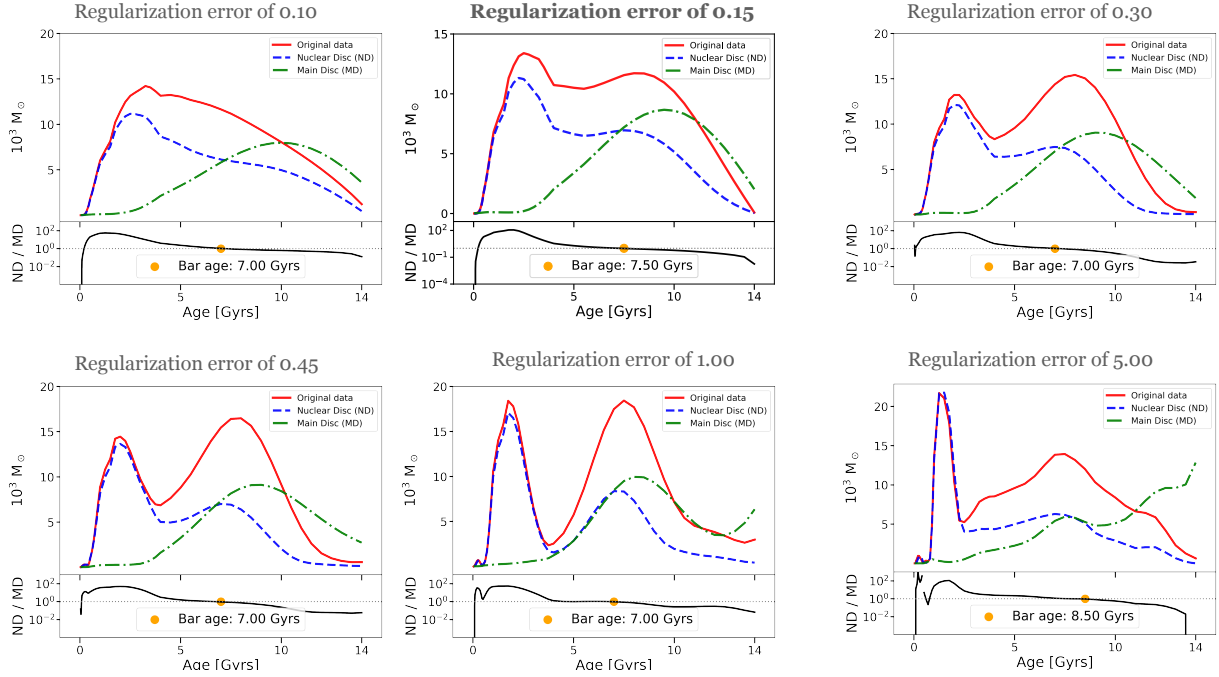 Regularization error of 0.10
20
15
10
5
10³ M⊙
Original data
Nuclear Disc (ND)
Main Disc (MD)
ND / MD
10²
10⁰
10⁻²
Bar age: 7.00 Gyrs
0
5
10
14
Age [Gyrs]
Regularization error of 0.15
15
10
5
0
10³ M⊙
Original data
Nuclear Disc (ND)
Main Disc (MD)
ND / MD
10²
10⁰
10⁻²
10⁻⁴
Bar age: 7.50 Gyrs
0
5
10
14
Age [Gyrs]
Regularization error of 0.30
20
15
10
5
10³ M⊙
Original data
Nuclear Disc (ND)
Main Disc (MD)
ND / MD
10²
10⁰
10⁻²
Bar age: 7.00 Gyrs
0
5
10
14
Age [Gyrs]
Regularization error of 0.45
20
15
10
5
10³ M⊙
Original data
Nuclear Disc (ND)
Main Disc (MD)
ND / MD
10²
10⁰
10⁻²
Bar age: 7.00 Gyrs
0
5
10
14
Age [Gyrs]
Regularization error of 1.00
20
15
10
5
10³ M⊙
Original data
Nuclear Disc (ND)
Main Disc (MD)
ND / MD
10²
10⁰
10⁻²
Bar age: 7.00 Gyrs
0
5
10
14
Age [Gyrs]
Regularization error of 5.00
20
15
10
5
10³ M⊙
Original data
Nuclear Disc (ND)
Main Disc (MD)
ND / MD
10²
10⁰
10⁻²
Bar age: 8.50 Gyrs
0
5
10
14
Age [Gyrs]